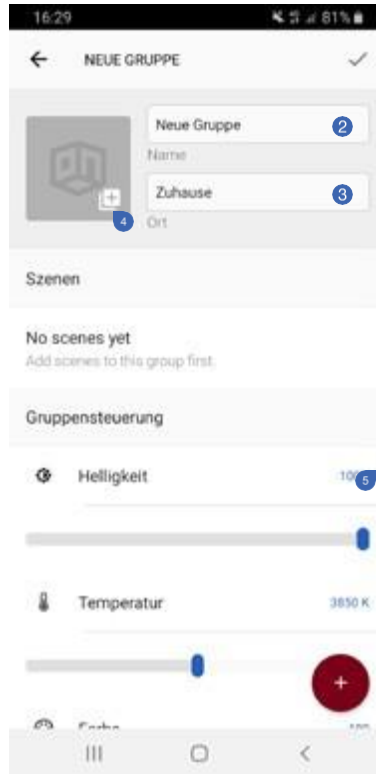 16:29 81%
NEUE GRUPPE
Neue Gruppe 2
Name
Zuhause 3
4
Ort
Szenen
No scenes yet
Add scenes to this group first.
Gruppensteuerung
Helligkeit 5
Temperatur 3850 K